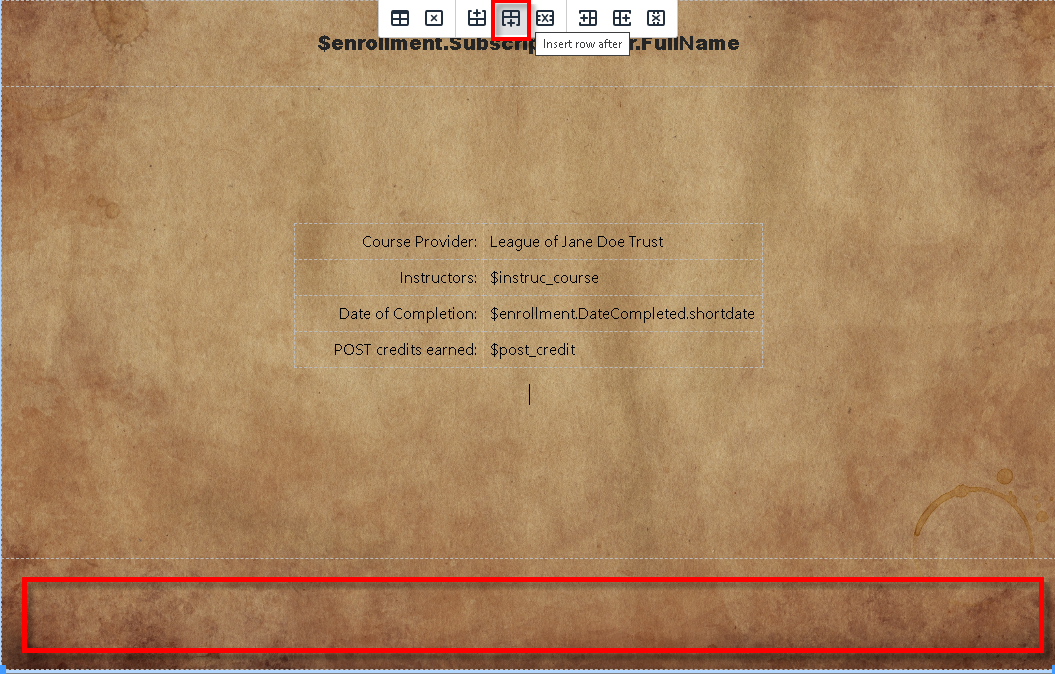 $enrollment.Subscrip r.FullName
Insert row after
Course Provider: League of Jane Doe Trust
Instructors: $instruc_course
Date of Completion: $enrollment.DateCompleted.shortdate
POST credits earned: $post_credit